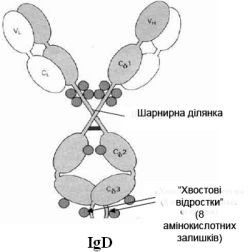 VL
VH
CL
Cδ1
Шарнирна ділянка
Cδ2
Cδ3
"Хвостові
відростки"
(8
амінокислотних
залишків)
IgD